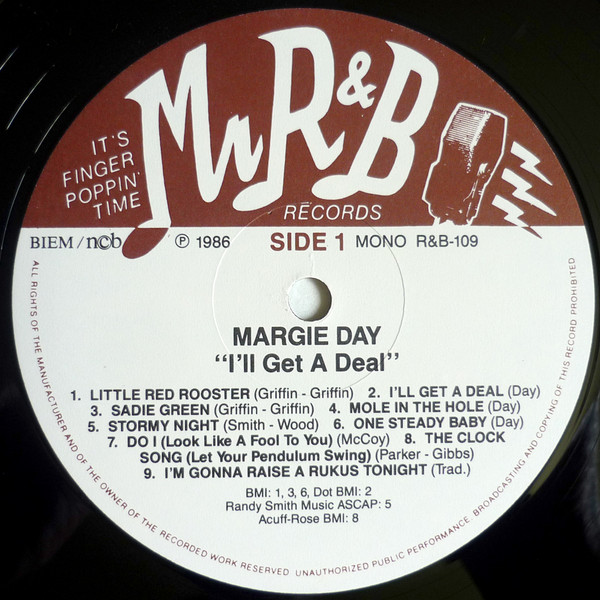 IT'S
FINGER
POPPIN'
TIME
Mr R&B
RECORDS
BIEM / ncb ℗ 1986 SIDE 1 MONO R&B-109
MARGIE DAY
"I'll Get A Deal"
1. LITTLE RED ROOSTER (Griffin - Griffin) 2. I'LL GET A DEAL (Day)
3. SADIE GREEN (Griffin - Griffin) 4. MOLE IN THE HOLE (Day)
5. STORMY NIGHT (Smith - Wood) 6. ONE STEADY BABY (Day)
7. DO I (Look Like A Fool To You) (McCoy) 8. THE CLOCK
SONG (Let Your Pendulum Swing) (Parker - Gibbs)
9. I'M GONNA RAISE A RUKUS TONIGHT (Trad.)
BMI: 1, 3, 6, Dot BMI: 2
Randy Smith Music ASCAP: 5
Acuff-Rose BMI: 8
ALL RIGHTS OF THE MANUFACTURER AND OF THE OWNER OF THE RECORDED WORK RESERVED. UNAUTHORIZED PUBLIC PERFORMANCE, BROADCASTING AND COPYING OF THIS RECORD PROHIBITED